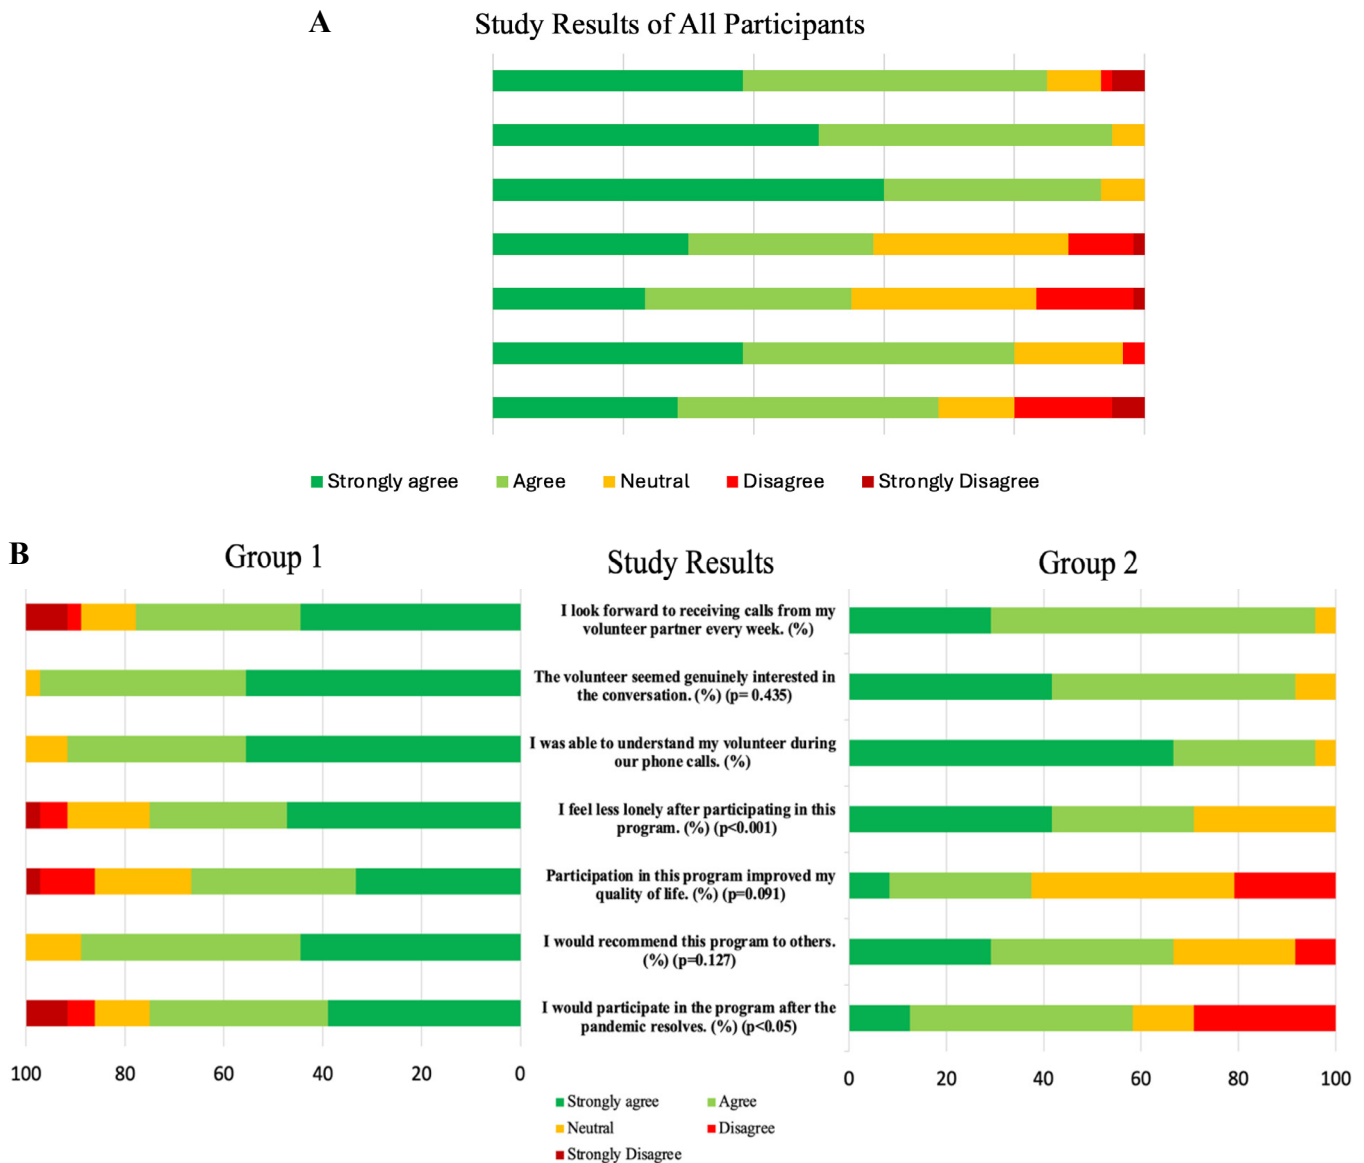 A
Study Results of All Participants
Strongly agree Agree Neutral Disagree Strongly Disagree
B
Group 1
Study Results
Group 2
I look forward to receiving calls from my
volunteer partner every week. (%)
The volunteer seemed genuinely interested in
the conversation. (%) (p= 0.435)
I was able to understand my volunteer during
our phone calls. (%)
I feel less lonely after participating in this
program. (%) (p<0.001)
Participation in this program improved my
quality of life. (%) (p=0.091)
I would recommend this program to others.
(%) (p=0.127)
I would participate in the program after the
pandemic resolves. (%) (p<0.05)
100 80 60 40 20 0
0 20 40 60 80 100
Strongly agree Agree
Neutral Disagree
Strongly Disagree